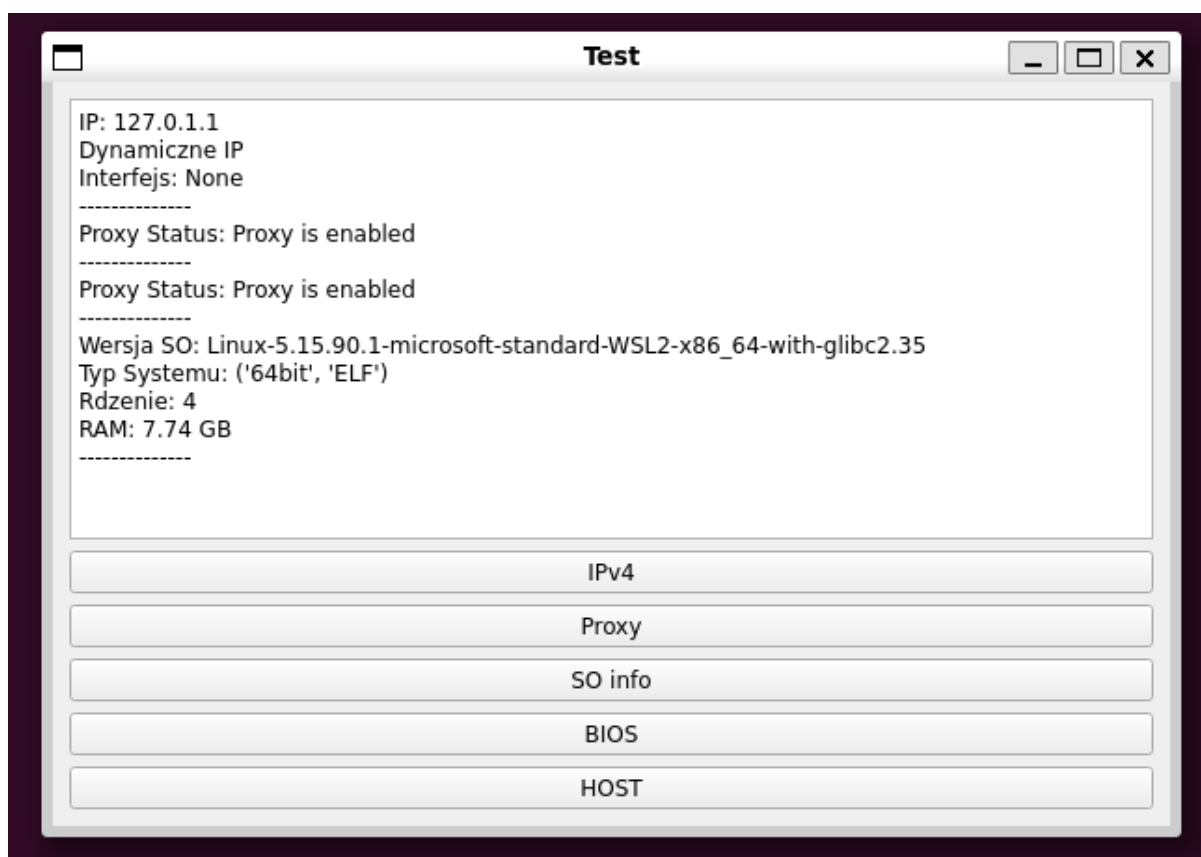 Test
IP: 127.0.1.1
Dynamiczne IP
Interfejs: None
--------------
Proxy Status: Proxy is enabled
--------------
Proxy Status: Proxy is enabled
--------------
Wersja SO: Linux-5.15.90.1-microsoft-standard-WSL2-x86_64-with-glibc2.35
Typ Systemu: ('64bit', 'ELF')
Rdzenie: 4
RAM: 7.74 GB
--------------
IPv4
Proxy
SO info
BIOS
HOST